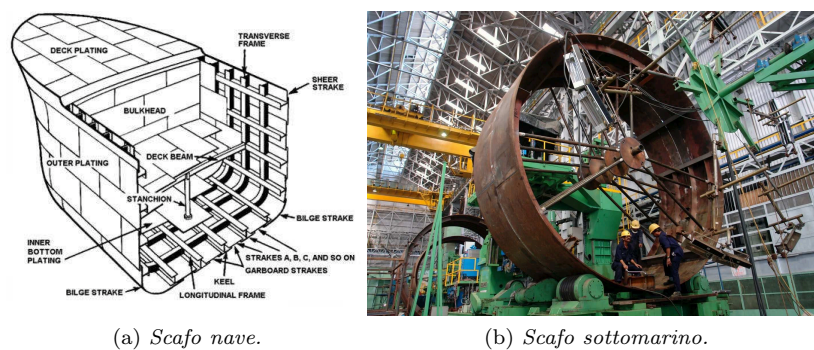 DECK PLATING
TRANSVERSE
FRAME
SHEER
STRAKE
BULKHEAD
OUTER PLATING
DECK BEAM
STANCHION
BILGE STRAKE
INNER
BOTTOM
PLATING
STRAKES A, B, C, AND SO ON
GARBOARD STRAKES
KEEL
BILGE STRAKE
LONGITUDINAL FRAME
(a) Scafo nave.
(b) Scafo sottomarino.